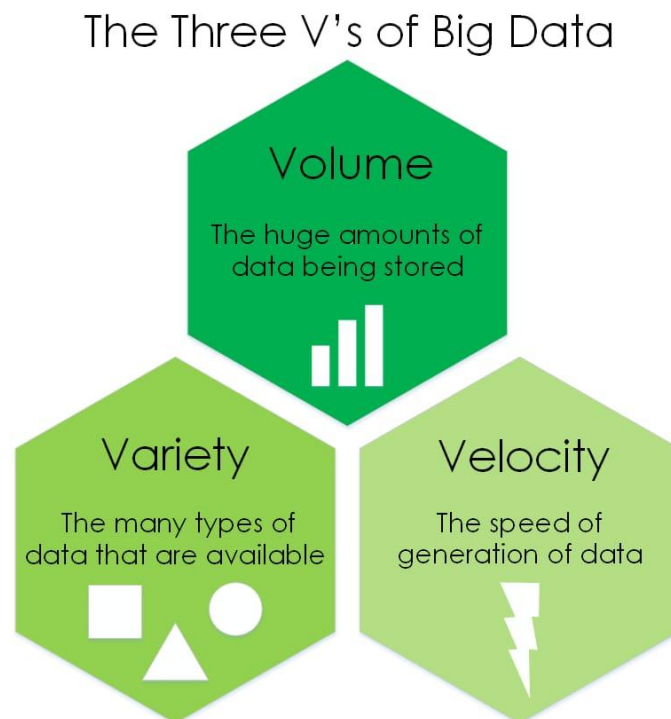 The Three V’s of Big Data
Volume
The huge amounts of
data being stored
Variety
The many types of
data that are available
Velocity
The speed of
generation of data